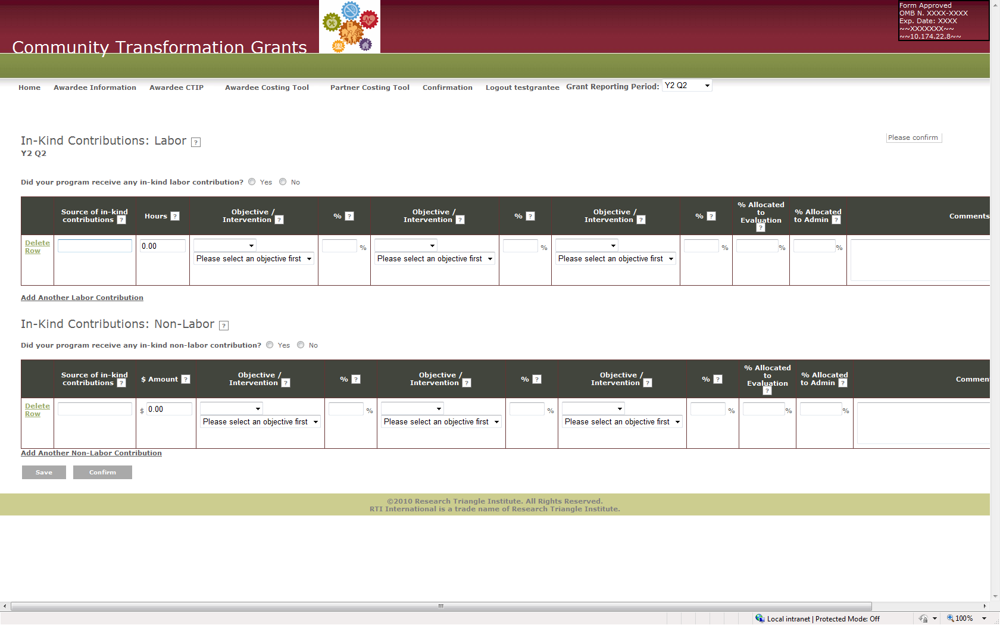 Form Approved
OMB N. XXXX-XXXX
Exp. Date: XXXX
~~XXXXXXX~~
~~10.174.22.8~~
Community Transformation Grants
Home Awardee Information Awardee CTIP Awardee Costing Tool Partner Costing Tool Confirmation Logout testgrantee Grant Reporting Period: Y2 Q2
In-Kind Contributions: Labor ?
Please confirm
Y2 Q2
Did your program receive any in-kind labor contribution? Yes No
Source of in-kind contributions ? Hours ? Objective / Intervention ? % ? Objective / Intervention ? % ? Objective / Intervention ? % ? % Allocated to Evaluation ? % Allocated to Admin ? Comments
Delete Row 0.00 % % % % %
Please select an objective first Please select an objective first Please select an objective first
Add Another Labor Contribution
In-Kind Contributions: Non-Labor ?
Did your program receive any in-kind non-labor contribution? Yes No
Source of in-kind contributions ? $ Amount ? Objective / Intervention ? % ? Objective / Intervention ? % ? Objective / Intervention ? % ? % Allocated to Evaluation ? % Allocated to Admin ? Commen
Delete Row $ 0.00 % % % % %
Please select an objective first Please select an objective first Please select an objective first
Add Another Non-Labor Contribution
Save Confirm
©2010 Research Triangle Institute. All Rights Reserved.
RTI International is a trade name of Research Triangle Institute.
Local intranet | Protected Mode: Off 100%